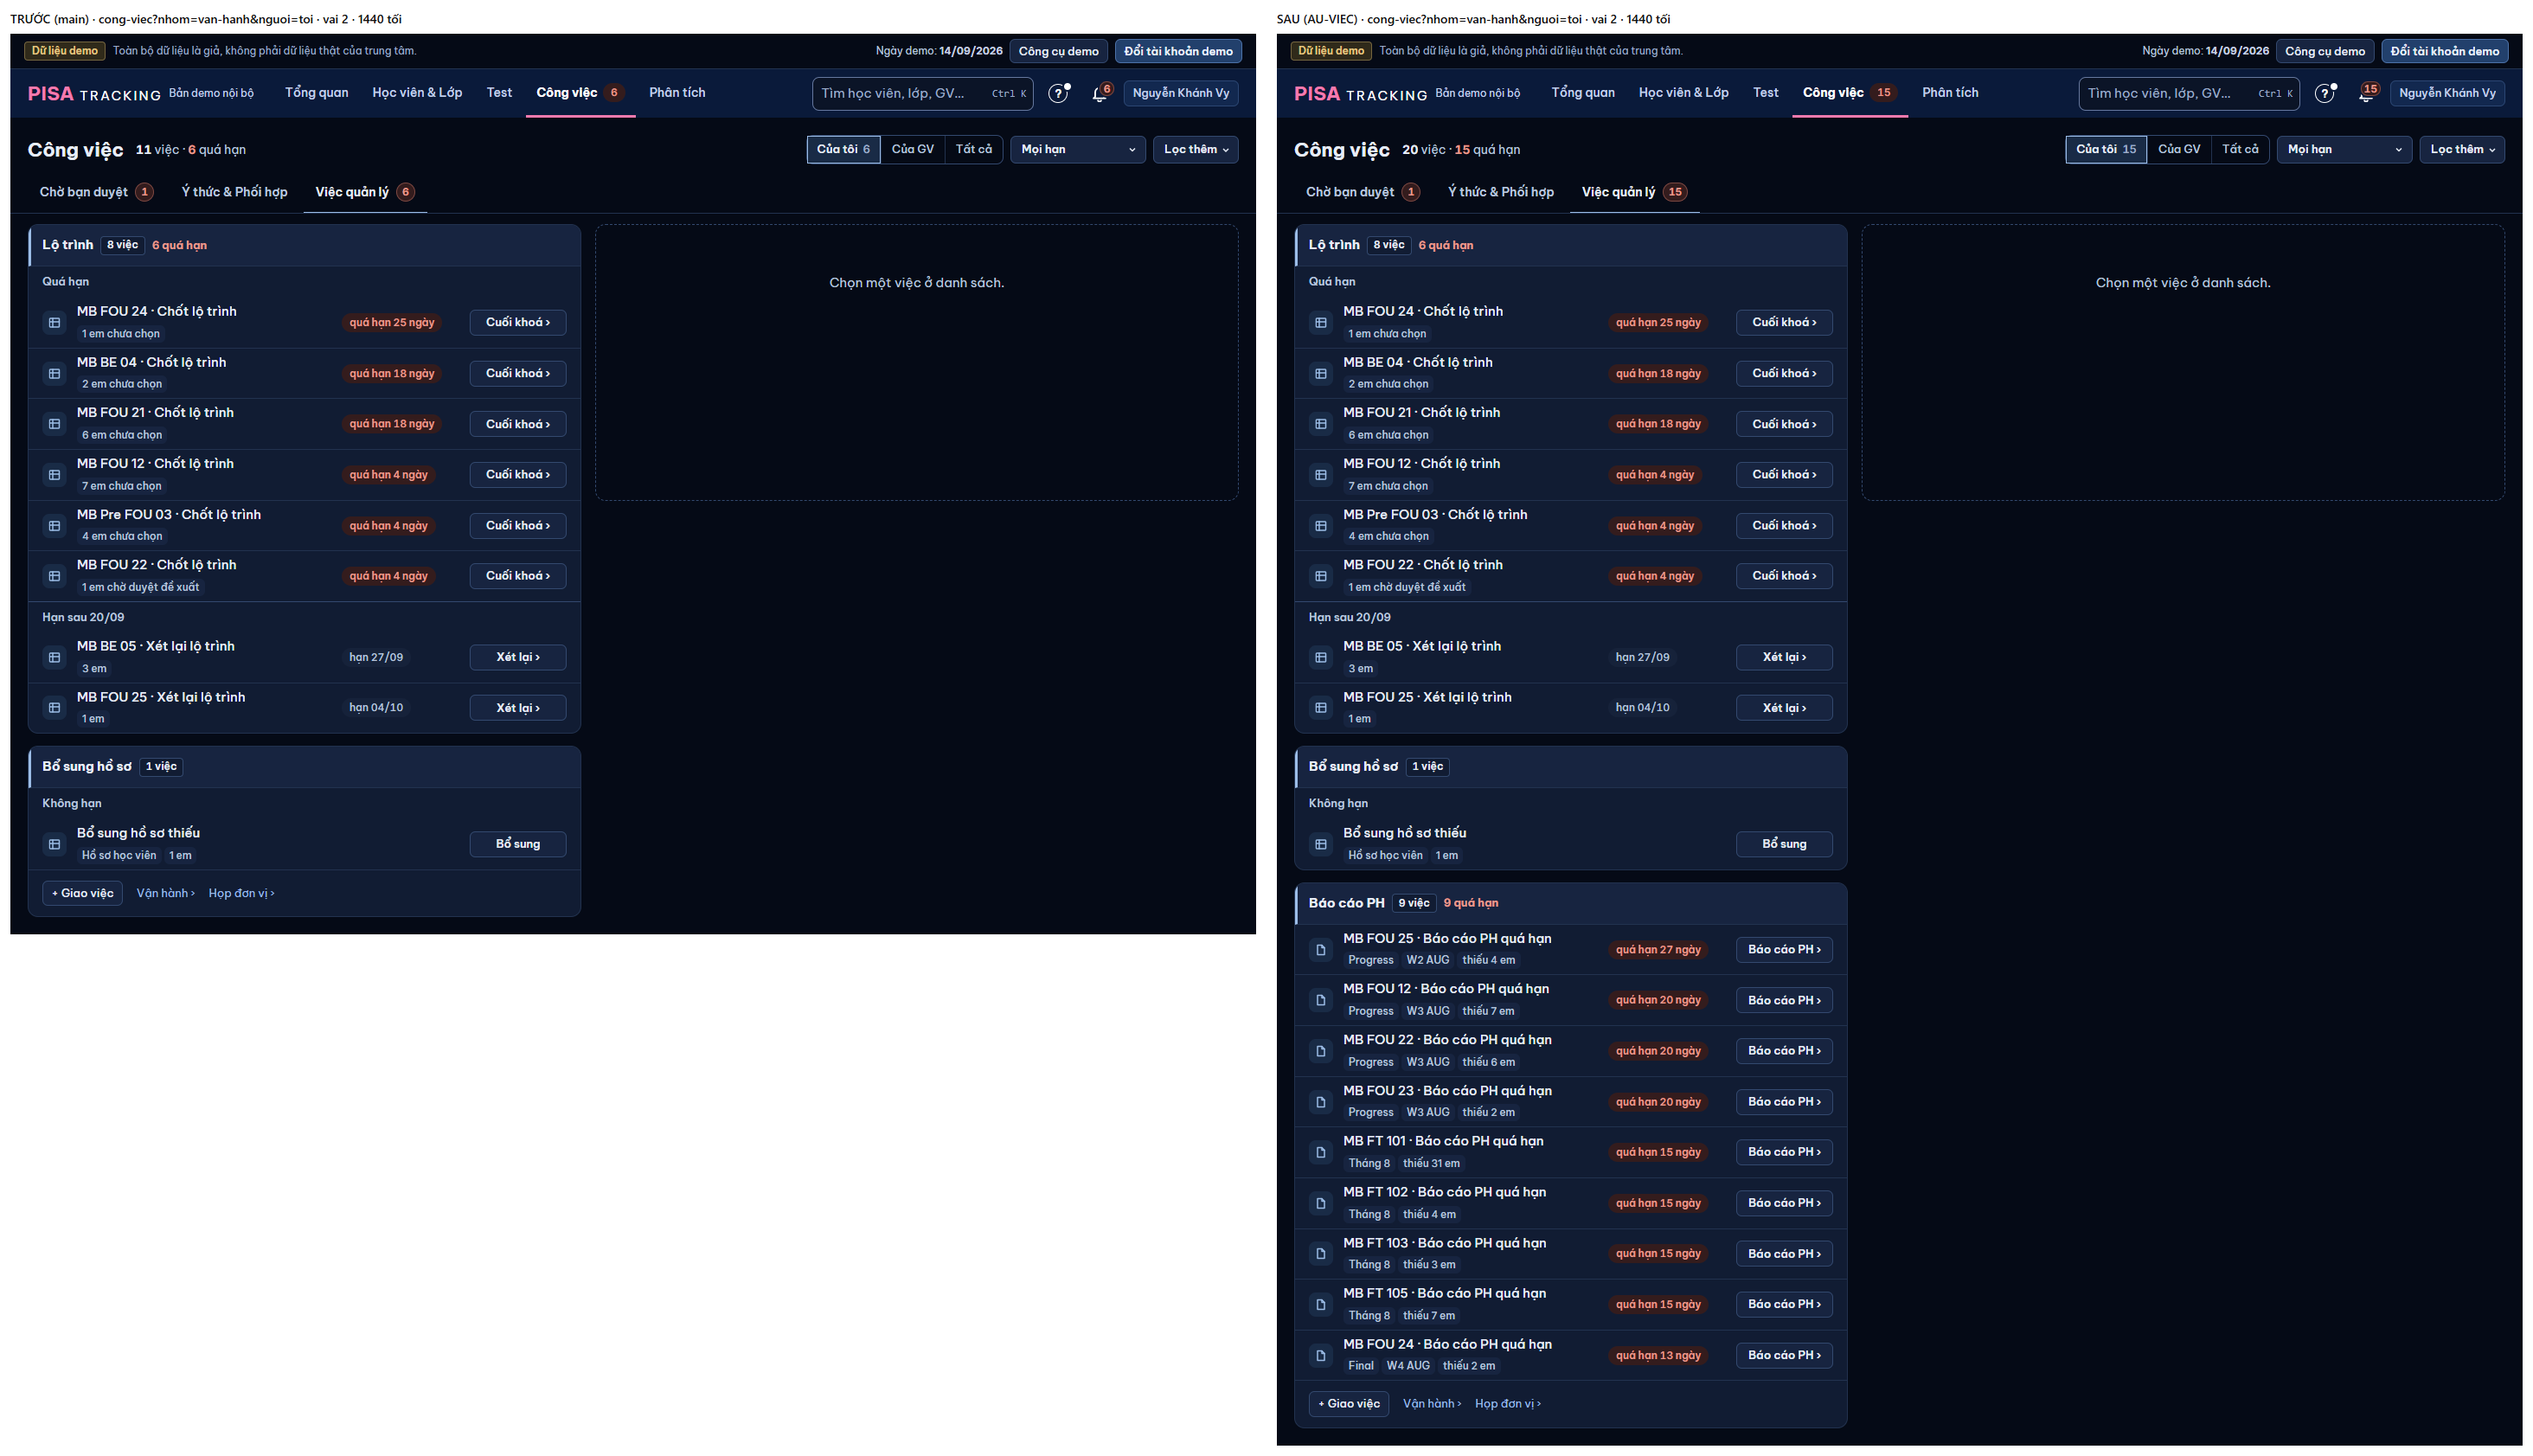 TRƯỚC (main) · cong-viec?nhom=van-hanh&nguoi=toi · vai 2 · 1440 tối
Dữ liệu demo Toàn bộ dữ liệu là giả, không phải dữ liệu thật của trung tâm. Ngày demo: 14/09/2026 Công cụ demo Đổi tài khoản demo
PISA TRACKING Bản demo nội bộ Tổng quan Học viên & Lớp Test Công việc 6 Phân tích Tìm học viên, lớp, GV... Ctrl K ? 6 Nguyễn Khánh Vy
Công việc 11 việc · 6 quá hạn Của tôi 6 Của GV Tất cả Mọi hạn Lọc thêm
Chờ bạn duyệt 1 Ý thức & Phối hợp Việc quản lý 6
Lộ trình 8 việc 6 quá hạn
Chọn một việc ở danh sách.
Quá hạn
MB FOU 24 · Chốt lộ trình
1 em chưa chọn
quá hạn 25 ngày Cuối khoá ›
MB BE 04 · Chốt lộ trình
2 em chưa chọn
quá hạn 18 ngày Cuối khoá ›
MB FOU 21 · Chốt lộ trình
6 em chưa chọn
quá hạn 18 ngày Cuối khoá ›
MB FOU 12 · Chốt lộ trình
7 em chưa chọn
quá hạn 4 ngày Cuối khoá ›
MB Pre FOU 03 · Chốt lộ trình
4 em chưa chọn
quá hạn 4 ngày Cuối khoá ›
MB FOU 22 · Chốt lộ trình
1 em chờ duyệt đề xuất
quá hạn 4 ngày Cuối khoá ›
Hạn sau 20/09
MB BE 05 · Xét lại lộ trình
3 em
hạn 27/09 Xét lại ›
MB FOU 25 · Xét lại lộ trình
1 em
hạn 04/10 Xét lại ›
Bổ sung hồ sơ 1 việc
Không hạn
Bổ sung hồ sơ thiếu
Hồ sơ học viên 1 em
Bổ sung
+ Giao việc Vận hành › Họp đơn vị ›
SAU (AU-VIEC) · cong-viec?nhom=van-hanh&nguoi=toi · vai 2 · 1440 tối
Dữ liệu demo Toàn bộ dữ liệu là giả, không phải dữ liệu thật của trung tâm. Ngày demo: 14/09/2026 Công cụ demo Đổi tài khoản demo
PISA TRACKING Bản demo nội bộ Tổng quan Học viên & Lớp Test Công việc 15 Phân tích Tìm học viên, lớp, GV... Ctrl K ? 15 Nguyễn Khánh Vy
Công việc 20 việc · 15 quá hạn Của tôi 15 Của GV Tất cả Mọi hạn Lọc thêm
Chờ bạn duyệt 1 Ý thức & Phối hợp Việc quản lý 15
Lộ trình 8 việc 6 quá hạn
Chọn một việc ở danh sách.
Quá hạn
MB FOU 24 · Chốt lộ trình
1 em chưa chọn
quá hạn 25 ngày Cuối khoá ›
MB BE 04 · Chốt lộ trình
2 em chưa chọn
quá hạn 18 ngày Cuối khoá ›
MB FOU 21 · Chốt lộ trình
6 em chưa chọn
quá hạn 18 ngày Cuối khoá ›
MB FOU 12 · Chốt lộ trình
7 em chưa chọn
quá hạn 4 ngày Cuối khoá ›
MB Pre FOU 03 · Chốt lộ trình
4 em chưa chọn
quá hạn 4 ngày Cuối khoá ›
MB FOU 22 · Chốt lộ trình
1 em chờ duyệt đề xuất
quá hạn 4 ngày Cuối khoá ›
Hạn sau 20/09
MB BE 05 · Xét lại lộ trình
3 em
hạn 27/09 Xét lại ›
MB FOU 25 · Xét lại lộ trình
1 em
hạn 04/10 Xét lại ›
Bổ sung hồ sơ 1 việc
Không hạn
Bổ sung hồ sơ thiếu
Hồ sơ học viên 1 em
Bổ sung
Báo cáo PH 9 việc 9 quá hạn
MB FOU 25 · Báo cáo PH quá hạn
Progress W2 AUG thiếu 4 em
quá hạn 27 ngày Báo cáo PH ›
MB FOU 12 · Báo cáo PH quá hạn
Progress W3 AUG thiếu 7 em
quá hạn 20 ngày Báo cáo PH ›
MB FOU 22 · Báo cáo PH quá hạn
Progress W3 AUG thiếu 6 em
quá hạn 20 ngày Báo cáo PH ›
MB FOU 23 · Báo cáo PH quá hạn
Progress W3 AUG thiếu 2 em
quá hạn 20 ngày Báo cáo PH ›
MB FT 101 · Báo cáo PH quá hạn
Tháng 8 thiếu 31 em
quá hạn 15 ngày Báo cáo PH ›
MB FT 102 · Báo cáo PH quá hạn
Tháng 8 thiếu 4 em
quá hạn 15 ngày Báo cáo PH ›
MB FT 103 · Báo cáo PH quá hạn
Tháng 8 thiếu 3 em
quá hạn 15 ngày Báo cáo PH ›
MB FT 105 · Báo cáo PH quá hạn
Tháng 8 thiếu 7 em
quá hạn 15 ngày Báo cáo PH ›
MB FOU 24 · Báo cáo PH quá hạn
Final W4 AUG thiếu 2 em
quá hạn 13 ngày Báo cáo PH ›
+ Giao việc Vận hành › Họp đơn vị ›